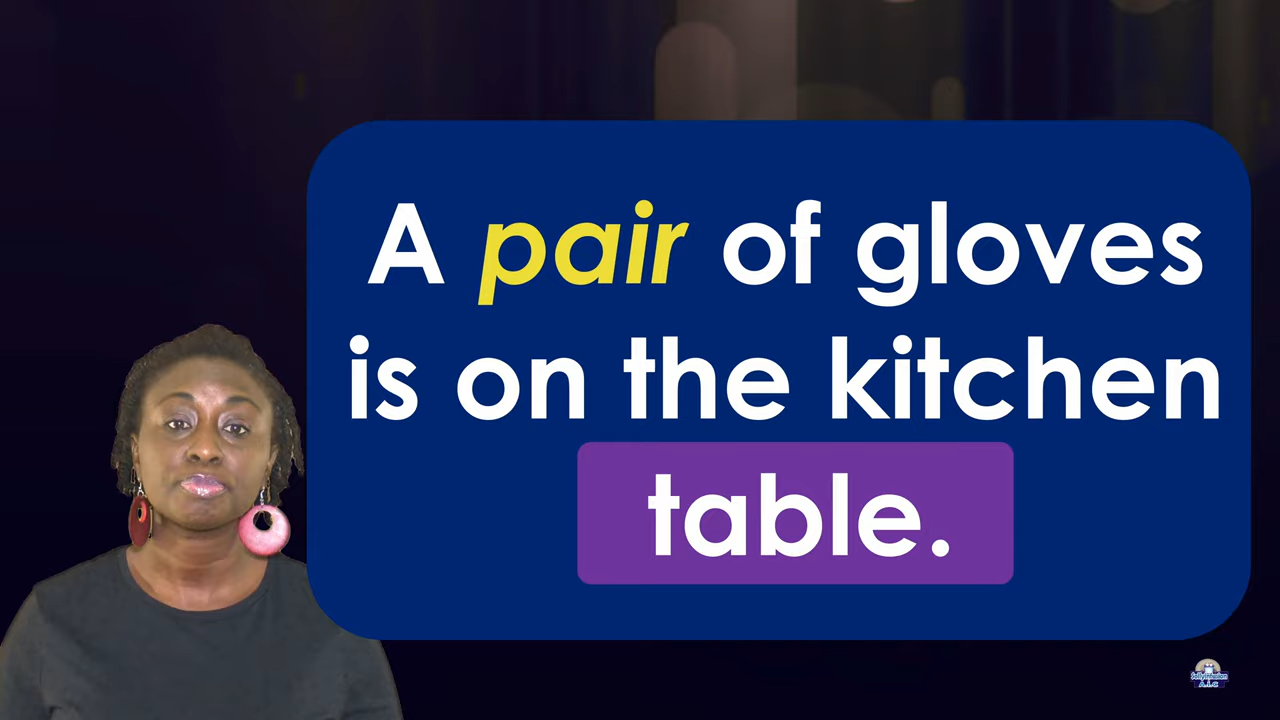 A pair of gloves
is on the kitchen
table.